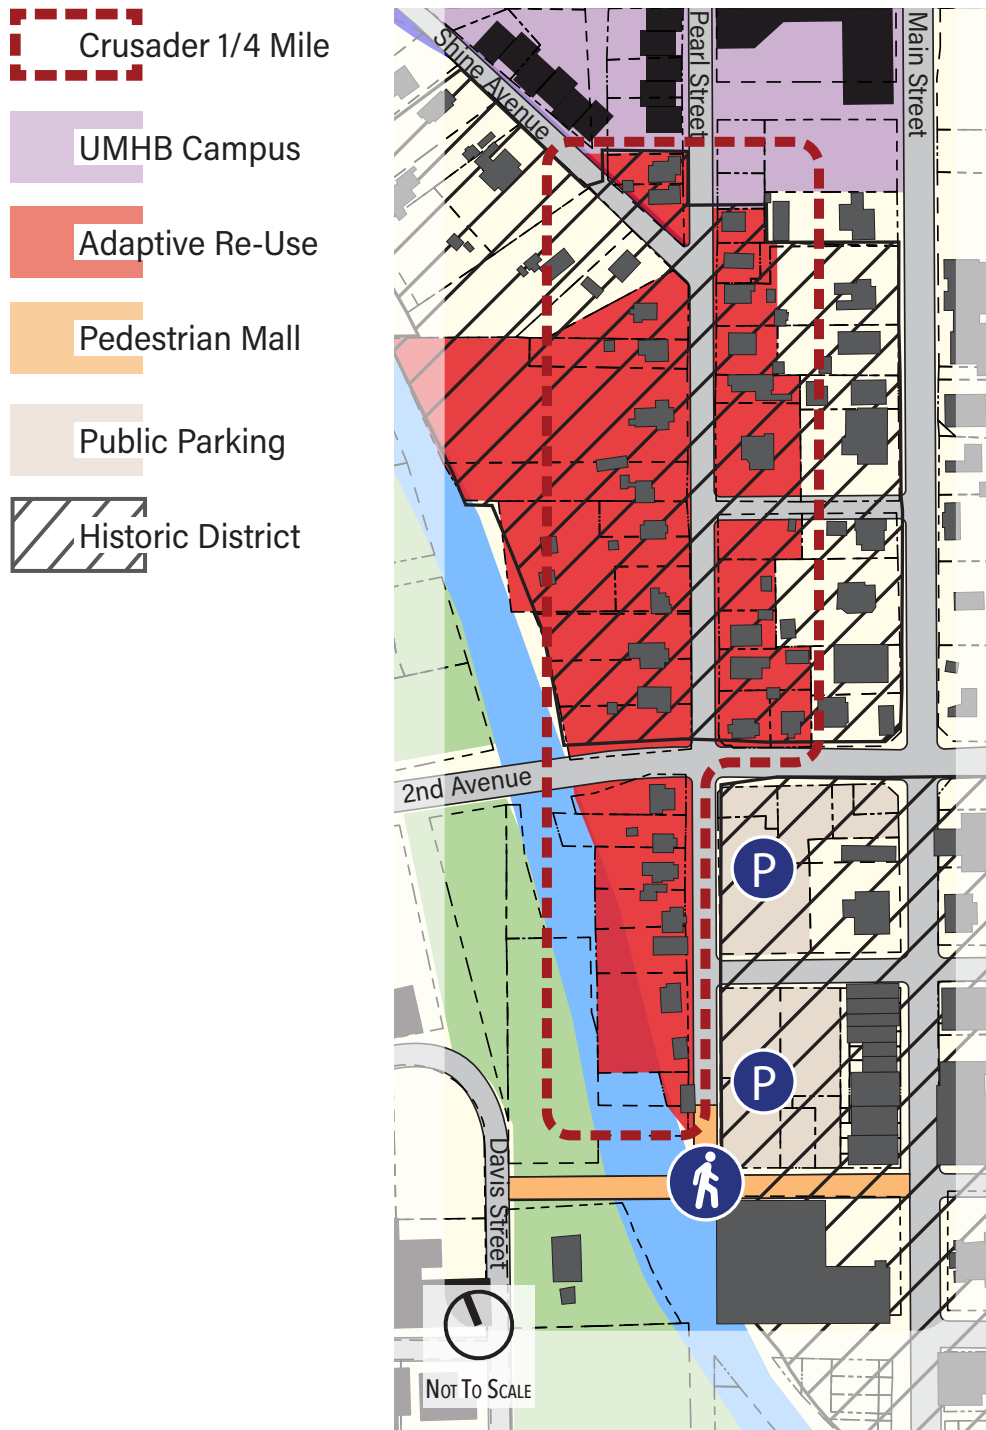 Crusader 1/4 Mile
UMHB Campus
Adaptive Re-Use
Pedestrian Mall
Public Parking
Historic District
Shine Avenue
Pearl Street
Main Street
2nd Avenue
P
P
Davis Street
Not To Scale